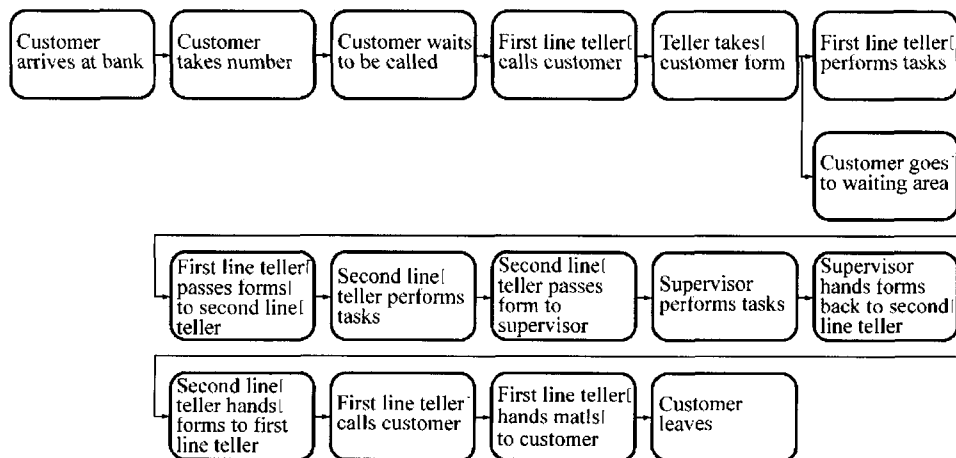 Customer
arrives at bank
Customer
takes number
Customer waits
to be called
First line teller
calls customer
Teller takes
customer form
First line teller
performs tasks
Customer goes
to waiting area
First line teller
passes forms
to second line
teller
Second line
teller performs
tasks
Second line
teller passes
form to
supervisor
Supervisor
performs tasks
Supervisor
hands forms
back to second
line teller
Second line
teller hands
forms to first
line teller
First line teller
calls customer
First line teller
hands matls
to customer
Customer
leaves